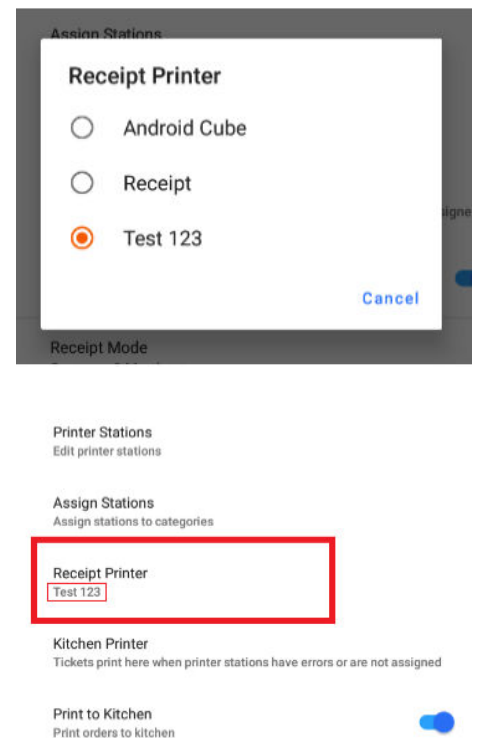 Assign Stations
Receipt Printer
Android Cube
Receipt
Test 123
signe
Cancel
Receipt Mode
Printer Stations
Edit printer stations
Assign Stations
Assign stations to categories
Receipt Printer
Test 123
Kitchen Printer
Tickets print here when printer stations have errors or are not assigned
Print to Kitchen
Print orders to kitchen